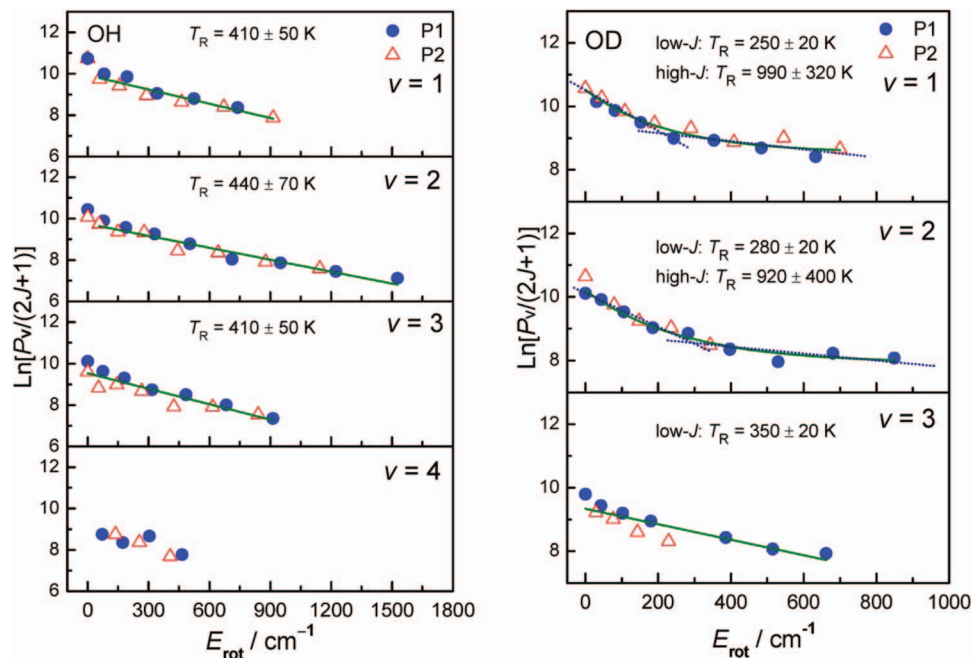 OH
T_R = 410 ± 50 K
P1
P2
v = 1
12
10
8
6
T_R = 440 ± 70 K
v = 2
12
10
8
6
T_R = 410 ± 50 K
v = 3
12
10
8
6
v = 4
12
10
8
6
Ln[Pv/(2J+1)]
0 300 600 900 1200 1500 1800
E_rot / cm⁻¹
OD
low-J: T_R = 250 ± 20 K
high-J: T_R = 990 ± 320 K
P1
P2
v = 1
12
10
8
low-J: T_R = 280 ± 20 K
high-J: T_R = 920 ± 400 K
v = 2
12
10
8
low-J: T_R = 350 ± 20 K
v = 3
12
10
8
Ln[Pv/(2J+1)]
0 200 400 600 800 1000
E_rot / cm⁻¹